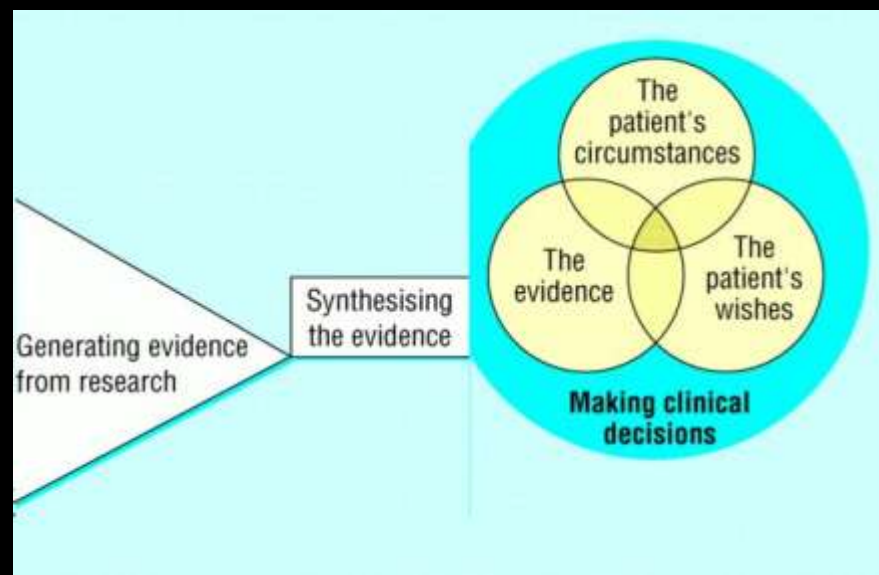 Generating evidence
from research
Synthesising
the evidence
The
patient's
circumstances
The
evidence
The
patient's
wishes
Making clinical
decisions